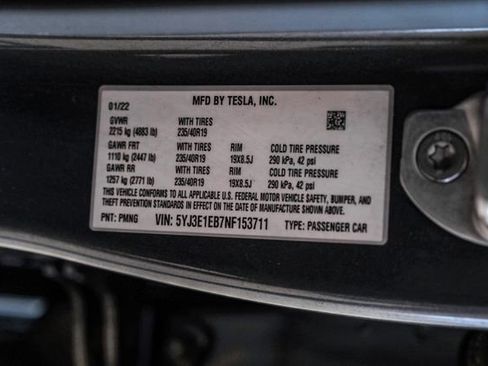 MFD BY TESLA, INC.
01/22
GVWR WITH TIRES
2215 kg (4883 lb) 235/40R19
GAWR FRT WITH TIRES RIM COLD TIRE PRESSURE
1110 kg (2447 lb) 235/40R19 19X8.5J 290 kPa, 42 psi
GAWR RR WITH TIRES RIM COLD TIRE PRESSURE
1257 kg (2771 lb) 235/40R19 19X8.5J 290 kPa, 42 psi
THIS VEHICLE CONFORMS TO ALL APPLICABLE U.S. FEDERAL MOTOR VEHICLE SAFETY, BUMPER, AND
THEFT PREVENTION STANDARDS IN EFFECT ON THE DATE OF MANUFACTURE SHOWN ABOVE.
PNT: PMNG VIN: 5YJ3E1EB7NF153711 TYPE: PASSENGER CAR